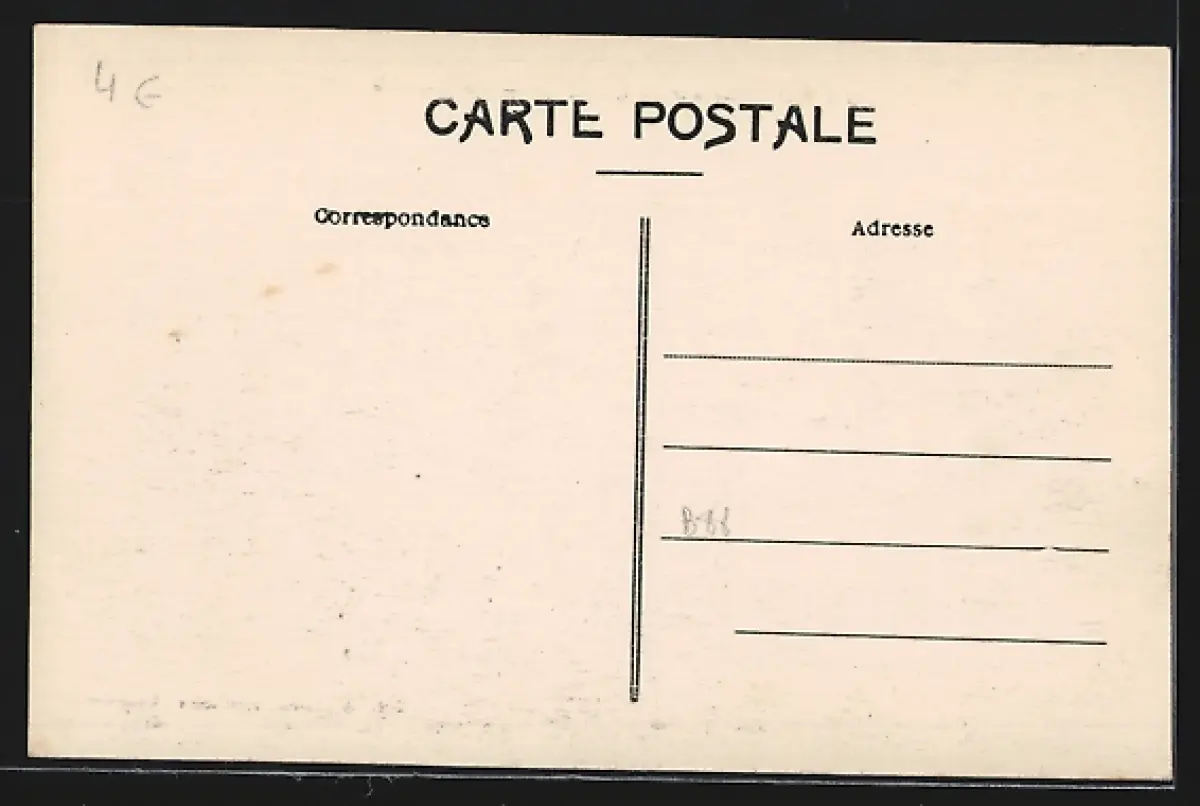 4 €
CARTE POSTALE
Correspondance
Adresse